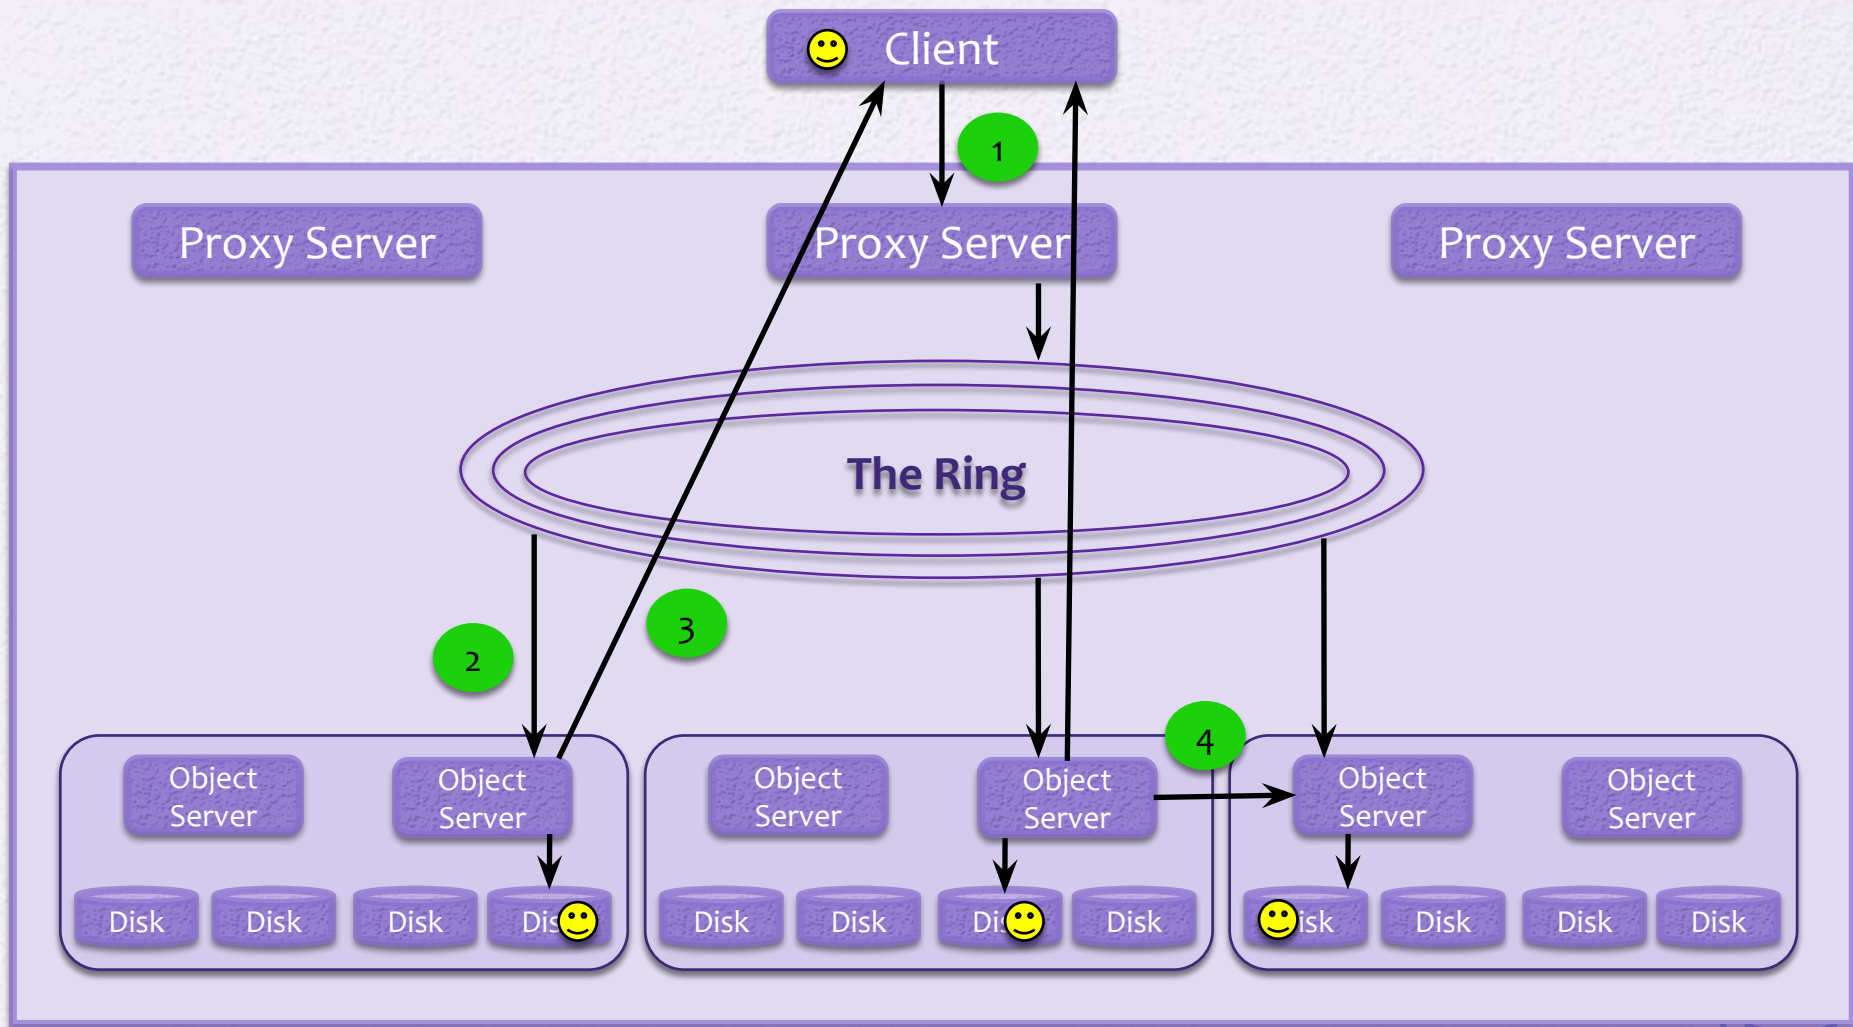 Client
1
Proxy Server
Proxy Server
Proxy Server
The Ring
3
2
4
Object
Server
Object
Server
Object
Server
Object
Server
Object
Server
Object
Server
Disk
Disk
Disk
Dis
Disk
Disk
Di
Disk
isk
Disk
Disk
Disk